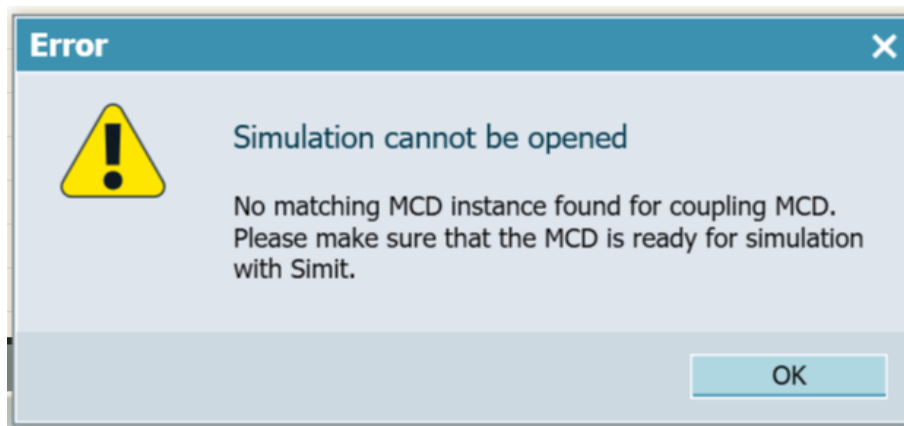 Error
Simulation cannot be opened
No matching MCD instance found for coupling MCD.
Please make sure that the MCD is ready for simulation
with Simit.
OK